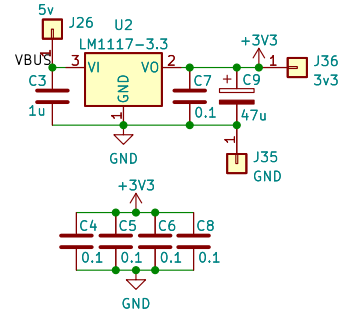 5v
J26
U2
LM1117-3.3
+3V3
VBUS
1
3
VI
VO
2
1
J36
3v3
C3
1u
GND
1
C7
0.1
+
C9
47u
GND
1
J35
GND
+3V3
C4
C5
C6
C8
0.1
0.1
0.1
0.1
GND